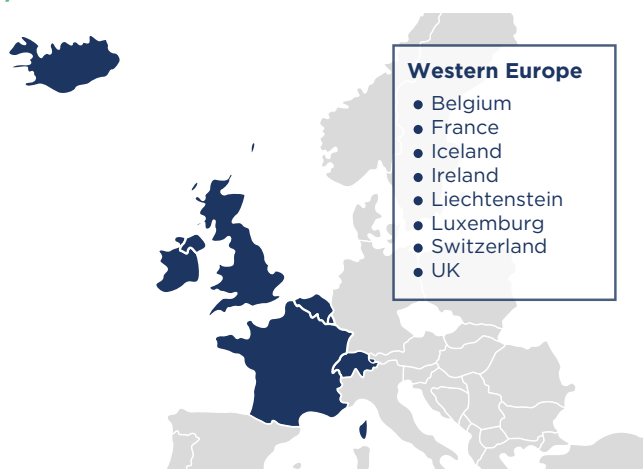 Western Europe
• Belgium
• France
• Iceland
• Ireland
• Liechtenstein
• Luxemburg
• Switzerland
• UK